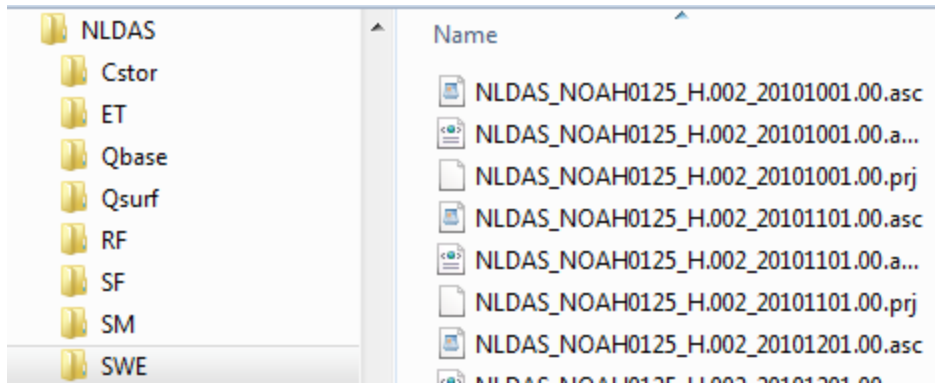 NLDAS
Cstor
ET
Qbase
Qsurf
RF
SF
SM
SWE
Name
NLDAS_NOAH0125_H.002_20101001.00.asc
NLDAS_NOAH0125_H.002_20101001.00.a...
NLDAS_NOAH0125_H.002_20101001.00.prj
NLDAS_NOAH0125_H.002_20101101.00.asc
NLDAS_NOAH0125_H.002_20101101.00.a...
NLDAS_NOAH0125_H.002_20101101.00.prj
NLDAS_NOAH0125_H.002_20101201.00.asc